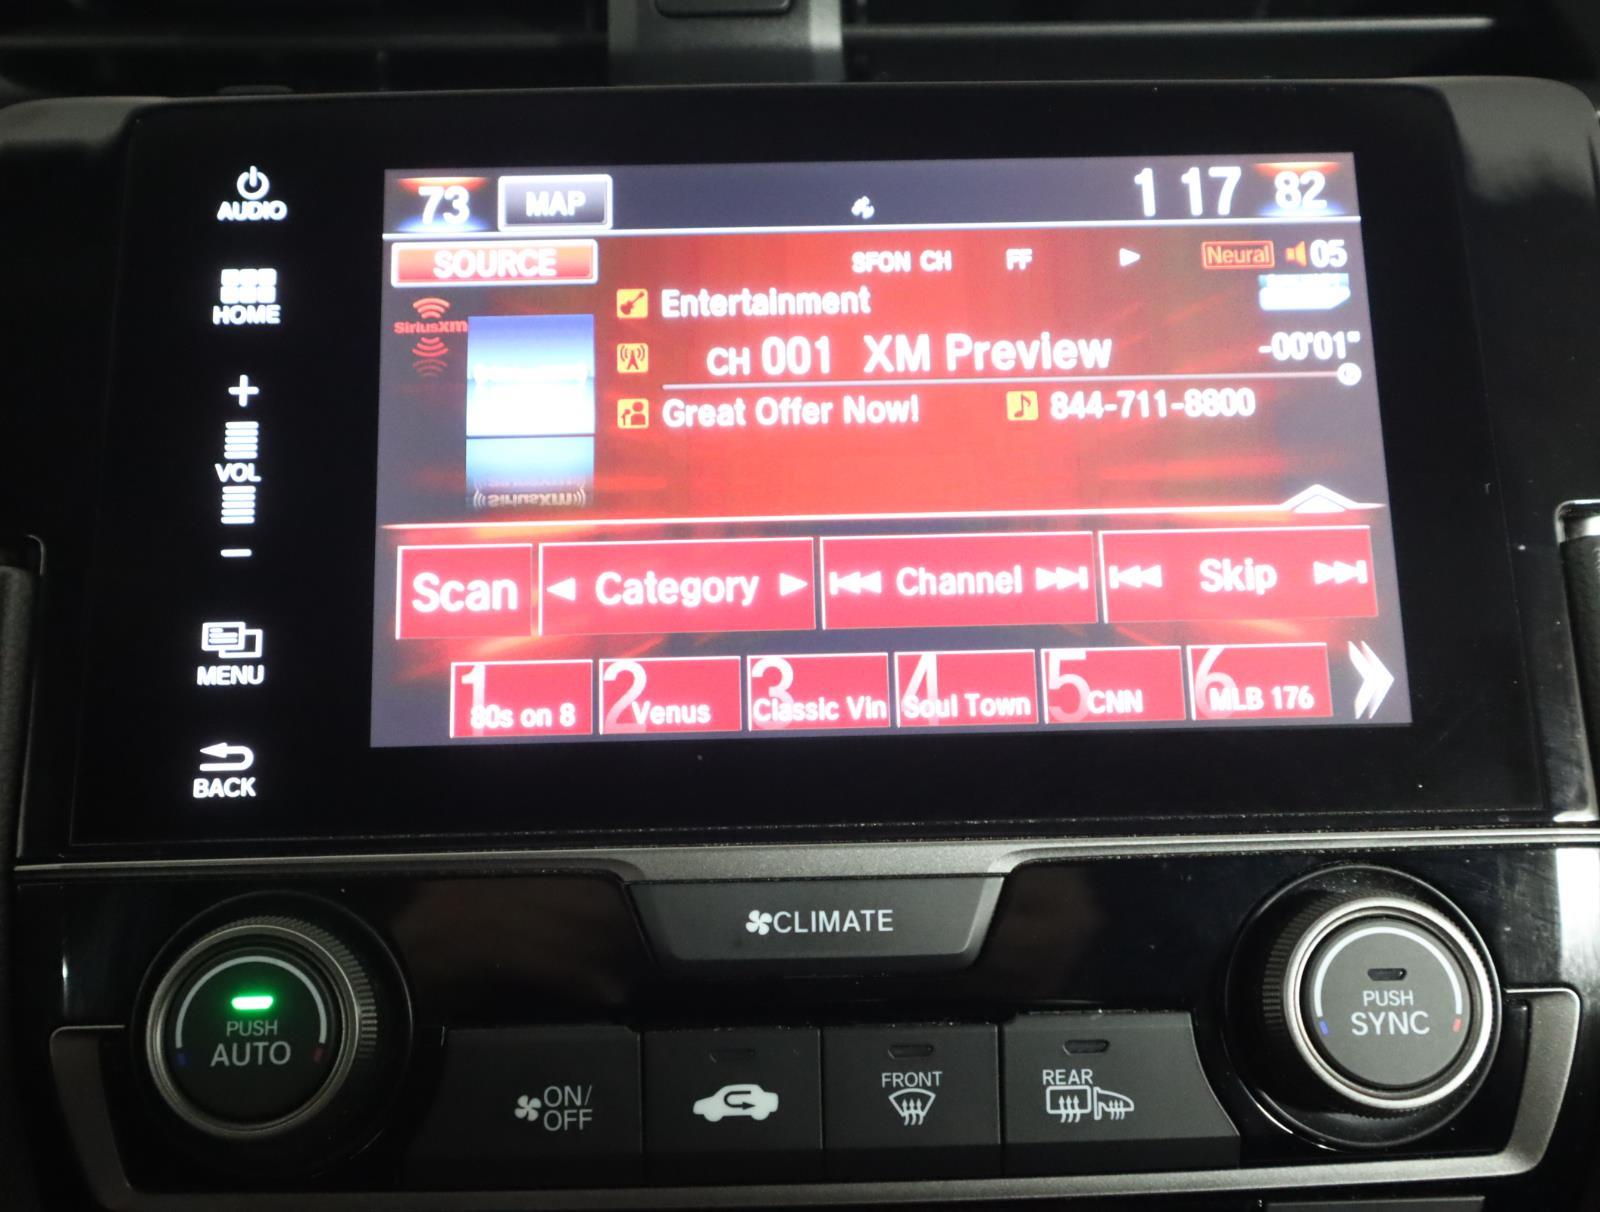 AUDIO
HOME
+
VOL
−
MENU
BACK
73 MAP 1 17 82
SOURCE SFON CH FF Neural 05
SiriusXM
Entertainment
CH 001 XM Preview -00'01"
Great Offer Now! 844-711-8800
SiriusXM
Scan Category Channel Skip
1 80s on 8
2 Venus
3 Classic Vin
4 Soul Town
5 CNN
6 MLB 176
CLIMATE
PUSH
AUTO
ON/
OFF
FRONT
REAR
PUSH
SYNC